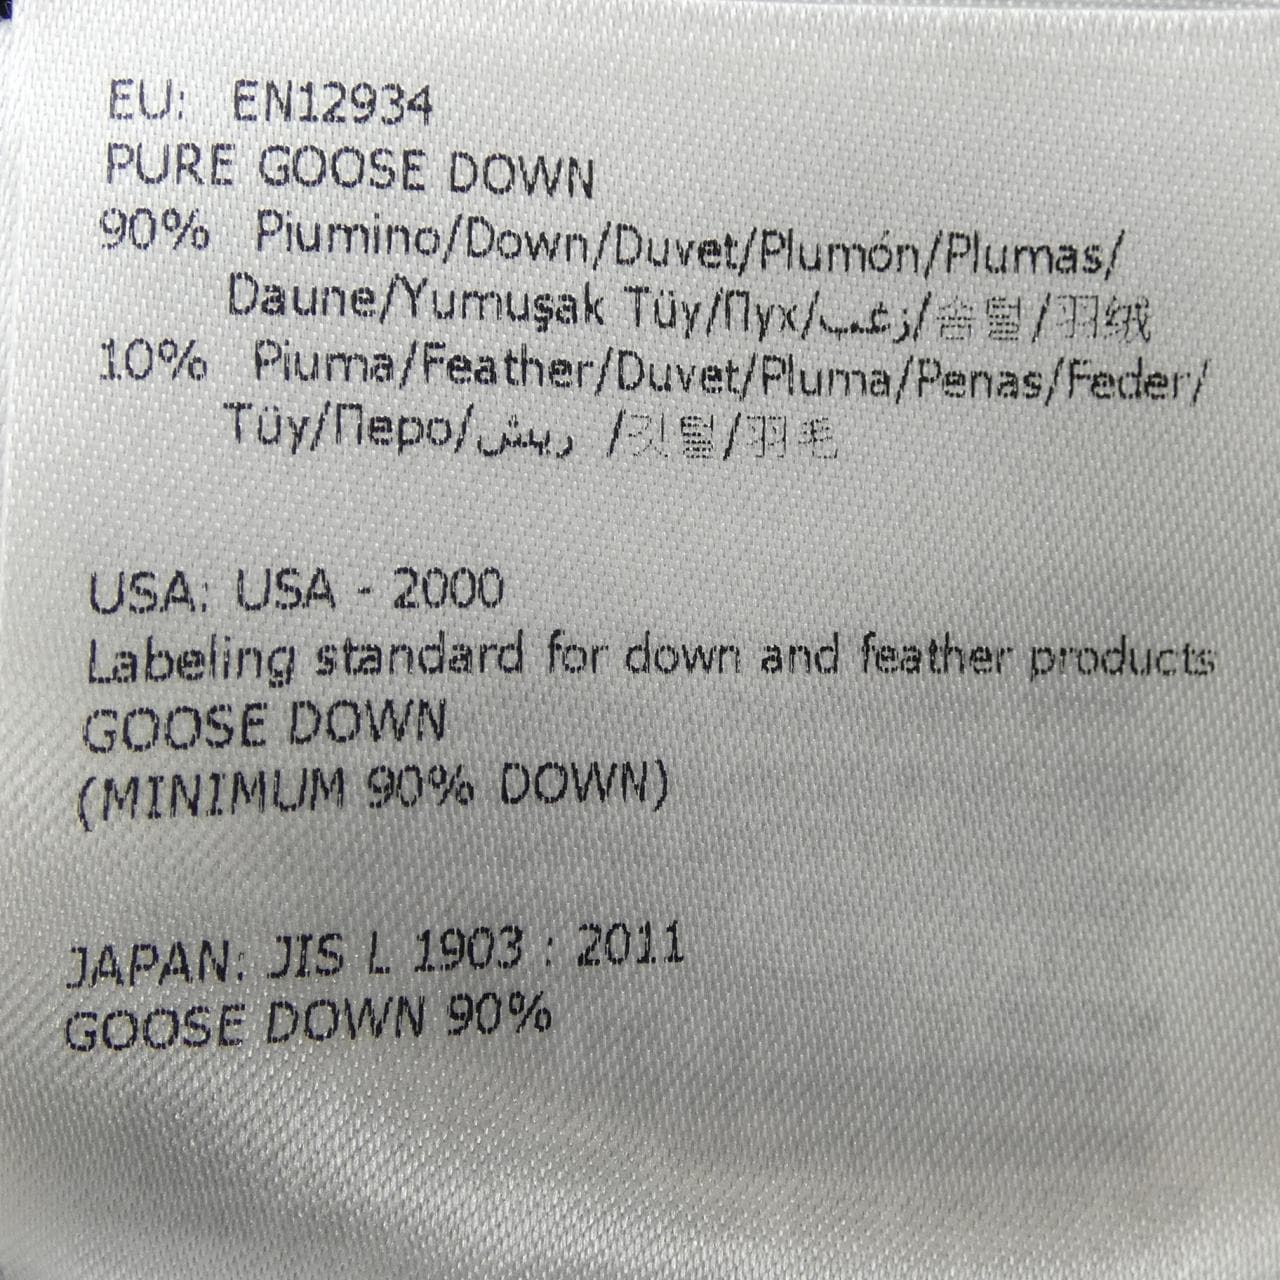 EU: EN12934
PURE GOOSE DOWN
90% Piumino/Down/Duvet/Plumón/Plumas/
Daune/Yumuşak Tüy/Пух/زغب/솜털/羽绒
10% Piuma/Feather/Duvet/Pluma/Penas/Feder/
Tüy/Перо/ريش /깃털/羽毛
USA: USA - 2000
Labeling standard for down and feather products
GOOSE DOWN
(MINIMUM 90% DOWN)
JAPAN: JIS L 1903 : 2011
GOOSE DOWN 90%